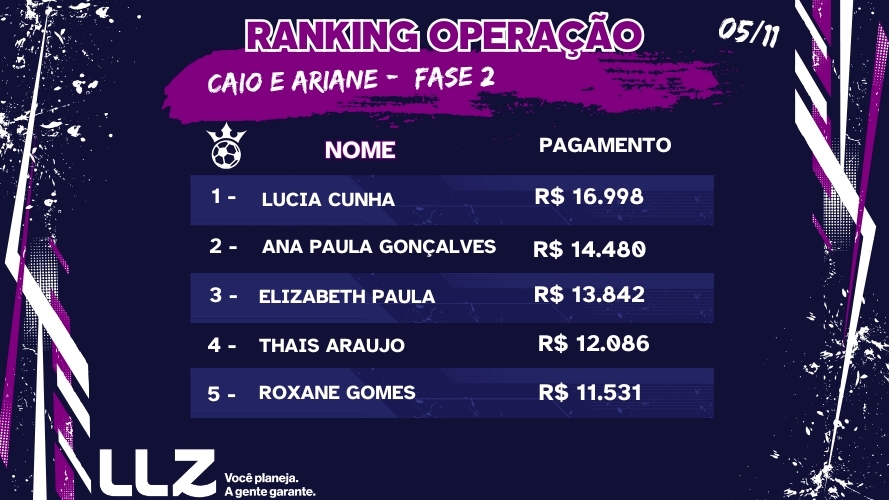 RANKING OPERAÇÃO
05/11
CAIO E ARIANE - FASE 2
NOME PAGAMENTO
1 - LUCIA CUNHA R$ 16.998
2 - ANA PAULA GONÇALVES R$ 14.480
3 - ELIZABETH PAULA R$ 13.842
4 - THAIS ARAUJO R$ 12.086
5 - ROXANE GOMES R$ 11.531
LLZ
Você planeja.
A gente garante.